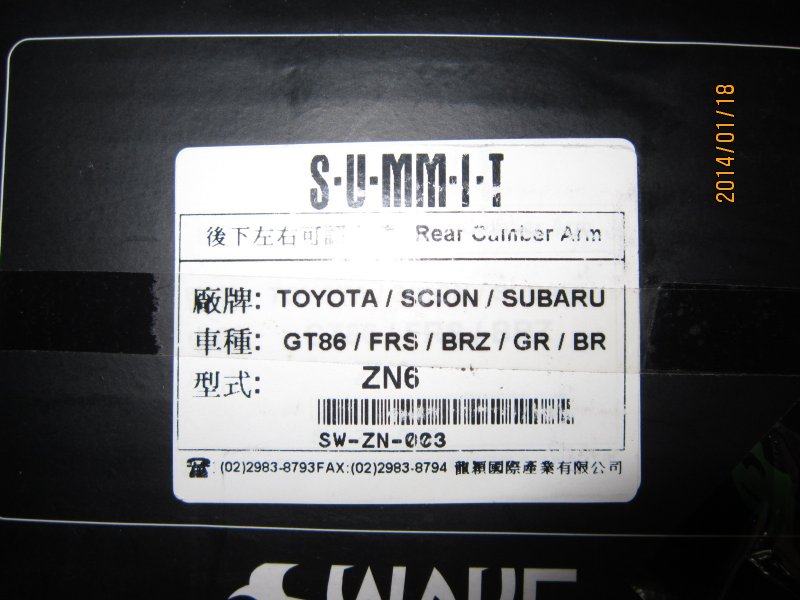 2014/01/18
S·U·MM·I·T
後下左右可調 Rear Camber Arm
廠牌: TOYOTA / SCION / SUBARU
車種: GT86 / FRS / BRZ / GR / BR
型式: ZN6
SW-ZN-003
☎:(02)2983-8793FAX:(02)2983-8794 龍穎國際產業有限公司